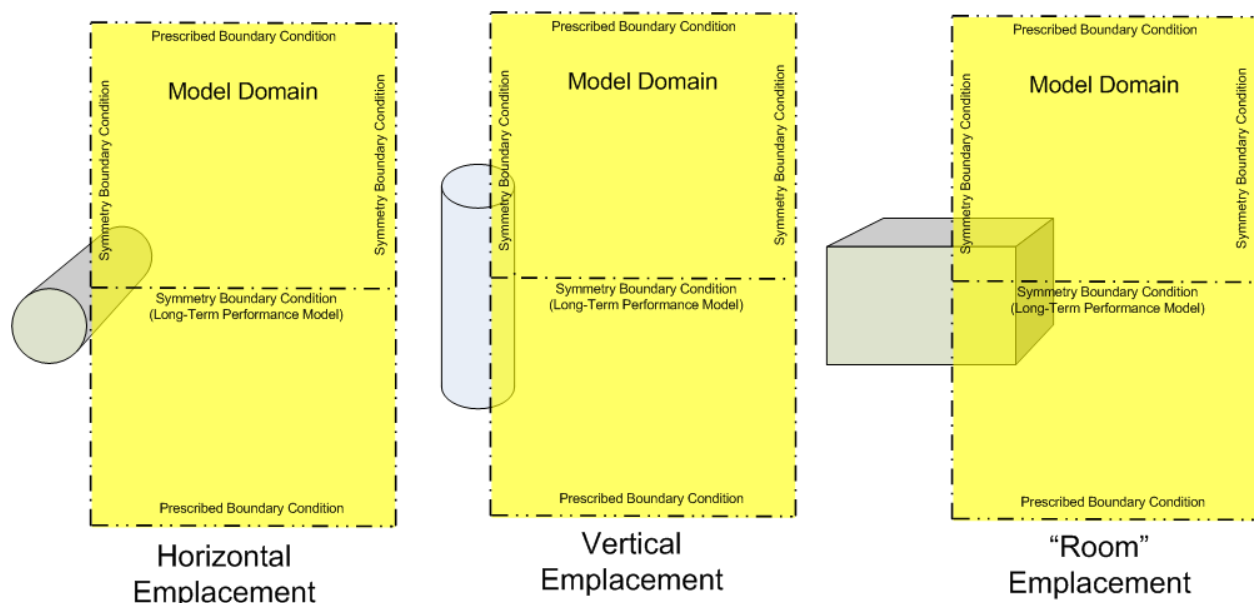 Prescribed Boundary Condition
Model Domain
Symmetry Boundary Condition
Symmetry Boundary Condition
Symmetry Boundary Condition
(Long-Term Performance Model)
Prescribed Boundary Condition
Horizontal
Emplacement
Prescribed Boundary Condition
Model Domain
Symmetry Boundary Condition
Symmetry Boundary Condition
Symmetry Boundary Condition
(Long-Term Performance Model)
Prescribed Boundary Condition
Vertical
Emplacement
Prescribed Boundary Condition
Model Domain
Symmetry Boundary Condition
Symmetry Boundary Condition
Symmetry Boundary Condition
(Long-Term Performance Model)
Prescribed Boundary Condition
“Room”
Emplacement